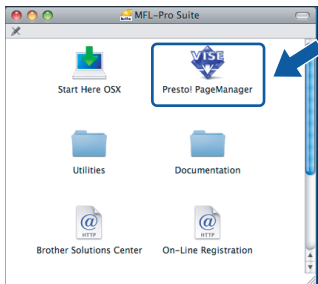 MFL-Pro Suite
VISE
Start Here OSX
Presto! PageManager
Utilities
Documentation
@
HTTP
@
HTTP
Brother Solutions Center
On-Line Registration